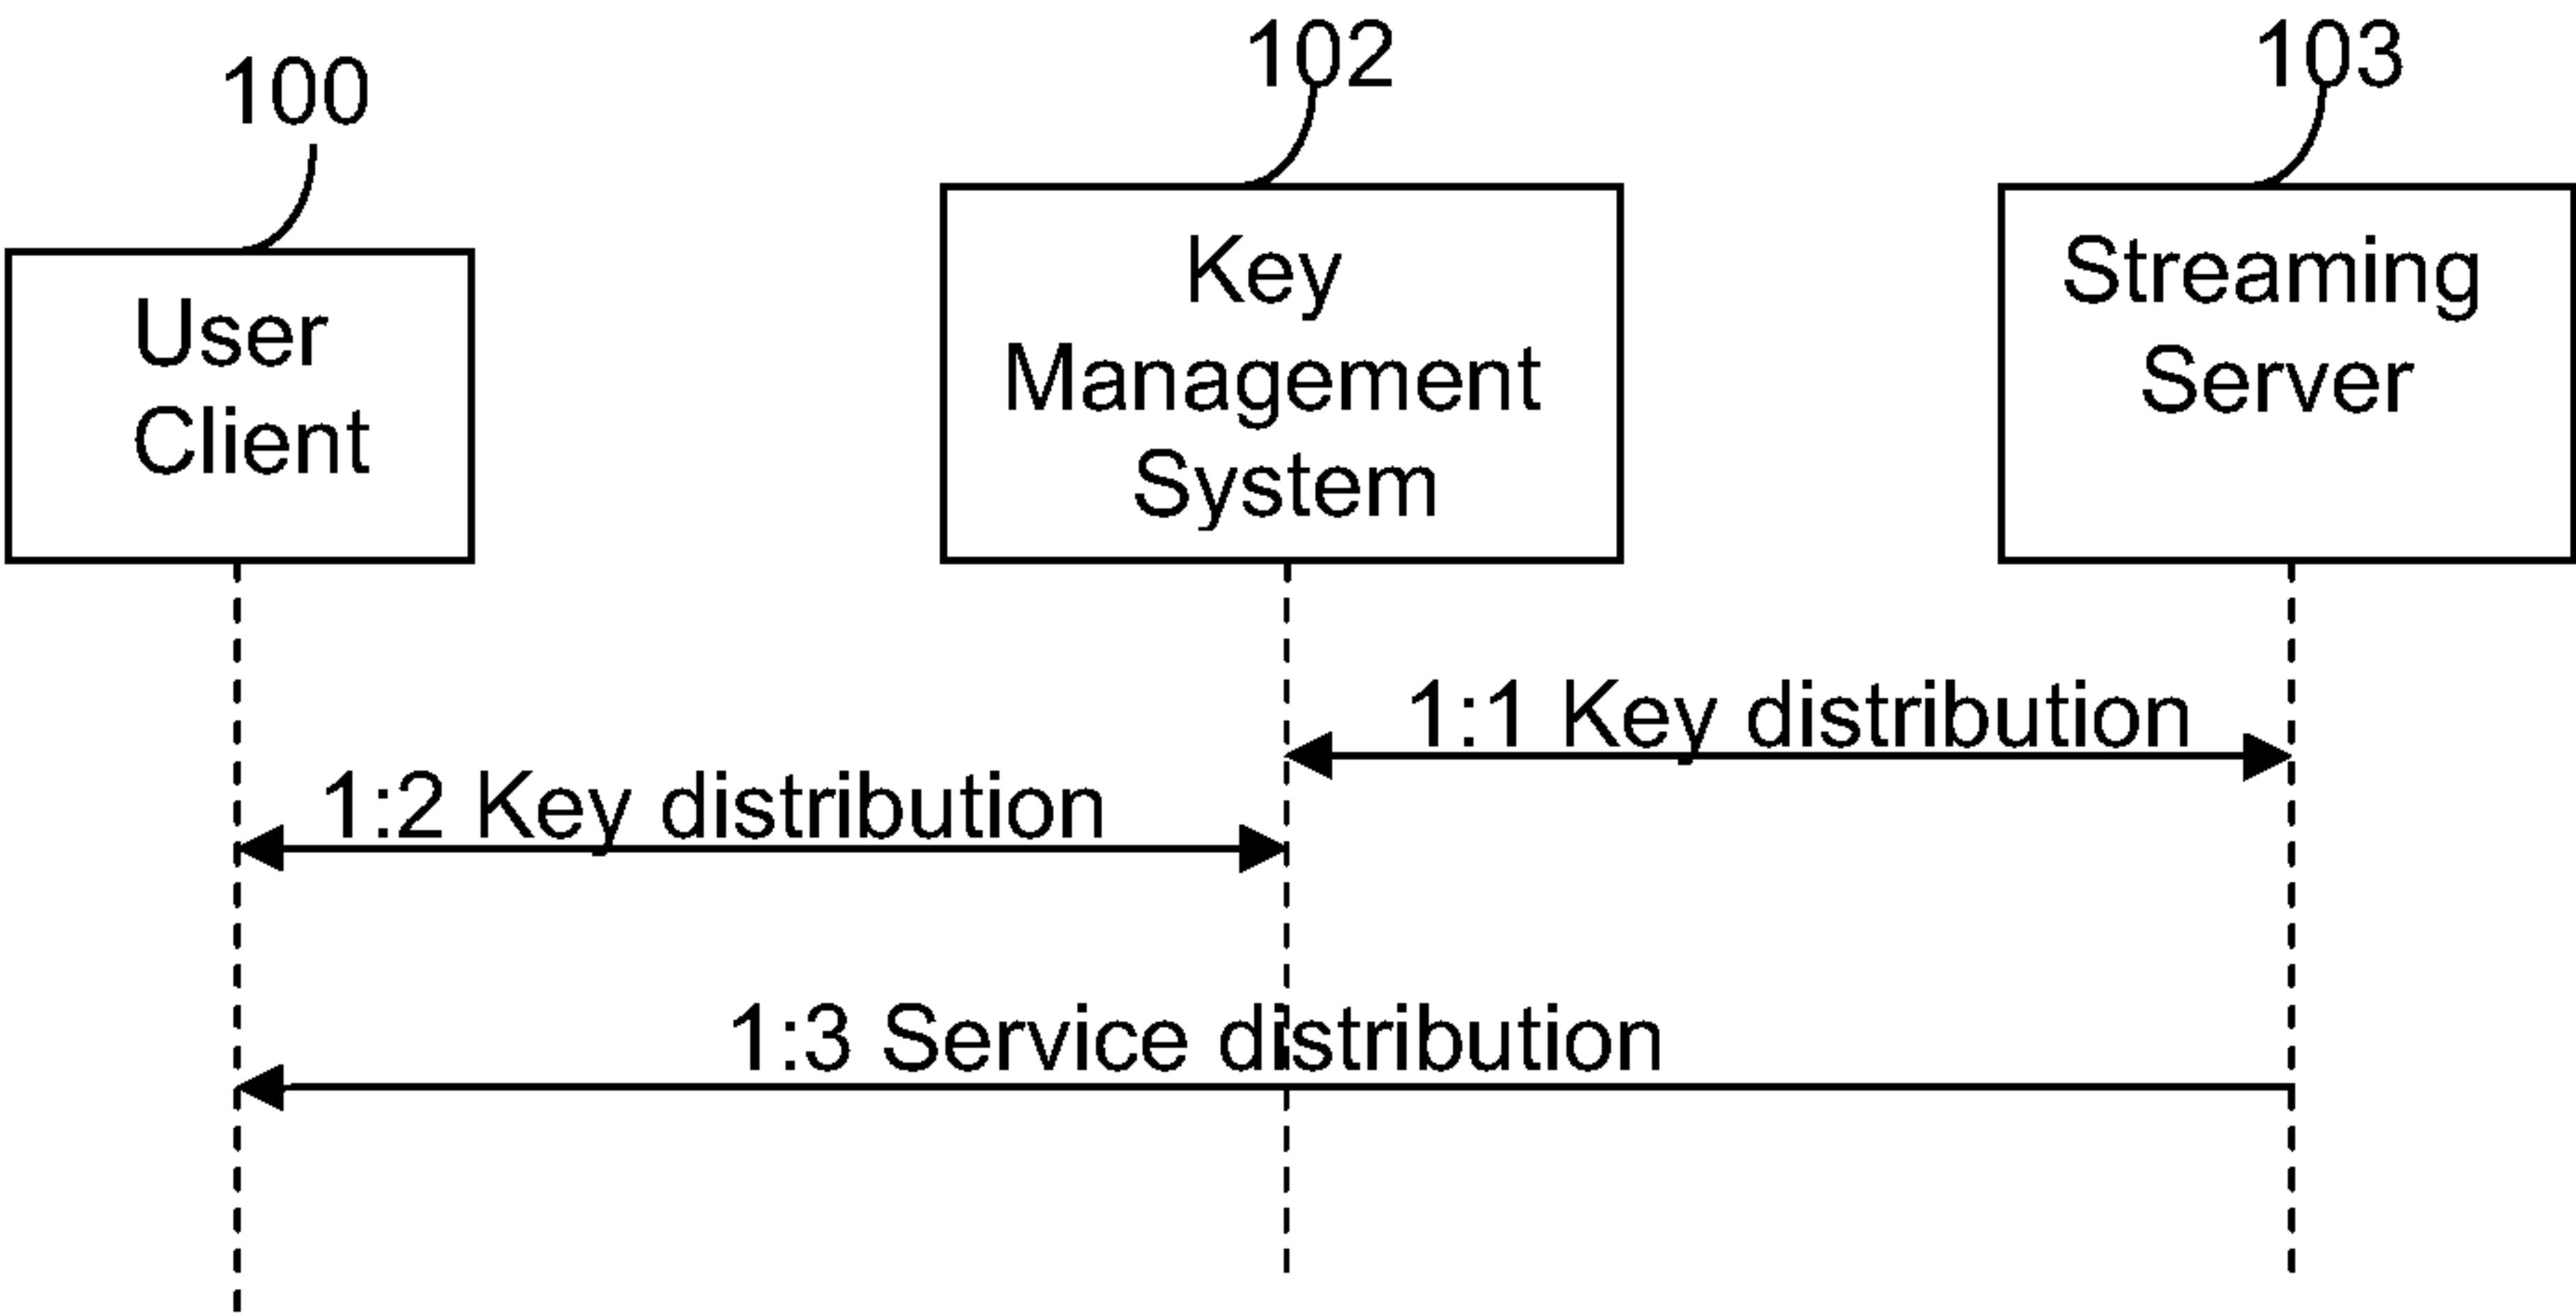 100
102
103
User
Client
Key
Management
System
Streaming
Server
1:1 Key distribution
1:2 Key distribution
1:3 Service distribution